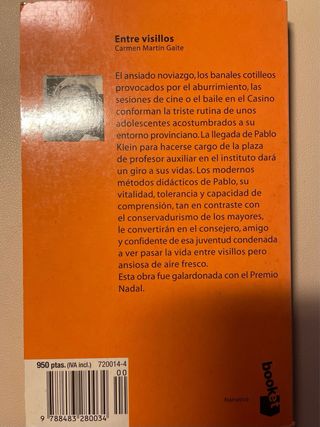 Entre visillos
Carmen Martín Gaite
El ansiado noviazgo, los banales cotilleos
provocados por el aburrimiento, las
sesiones de cine o el baile en el Casino
conforman la triste rutina de unos
adolescentes acostumbrados a su
entorno provinciano. La llegada de Pablo
Klein para hacerse cargo de la plaza
de profesor auxiliar en el instituto dará
un giro a sus vidas. Los modernos
métodos didácticos de Pablo, su
vitalidad, tolerancia y capacidad de
comprensión, tan en contraste con
el conservadurismo de los mayores,
le convertirán en el consejero, amigo
y confidente de esa juventud condenada
a ver pasar la vida entre visillos pero
ansiosa de aire fresco.
Esta obra fue galardonada con el Premio
Nadal.
950 ptas. (IVA incl.) 720014-4
00
9 788483 280034
Narrativa
booket